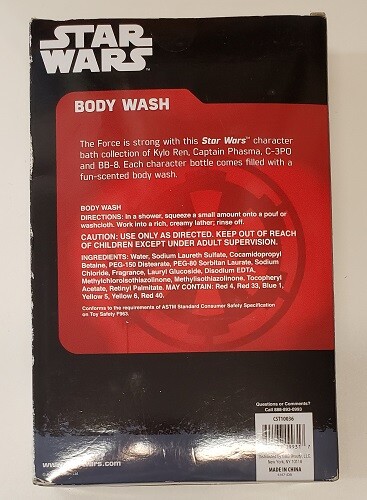 STAR
WARS
BODY WASH
The Force is strong with this Star Wars™ character
bath collection of Kylo Ren, Captain Phasma, C-3PO
and BB-8. Each character bottle comes filled with a
fun-scented body wash.
BODY WASH
DIRECTIONS: In a shower, squeeze a small amount onto a pouf or
washcloth. Work into a rich, creamy lather; rinse off.
CAUTION: USE ONLY AS DIRECTED. KEEP OUT OF REACH
OF CHILDREN EXCEPT UNDER ADULT SUPERVISION.
INGREDIENTS: Water, Sodium Laureth Sulfate, Cocamidopropyl
Betaine, PEG-150 Distearate, PEG-80 Sorbitan Laurate, Sodium
Chloride, Fragrance, Lauryl Glucoside, Disodium EDTA,
Methylchloroisothiazolinone, Methylisothiazolinone, Tocopheryl
Acetate, Retinyl Palmitate. MAY CONTAIN: Red 4, Red 33, Blue 1,
Yellow 5, Yellow 6, Red 40.
Conforms to the requirements of ASTM Standard Consumer Safety Specification
on Toy Safety F963.
Questions or Comments?
Call 888-993-0993
CST10036
New York, NY 10118
MADE IN CHINA